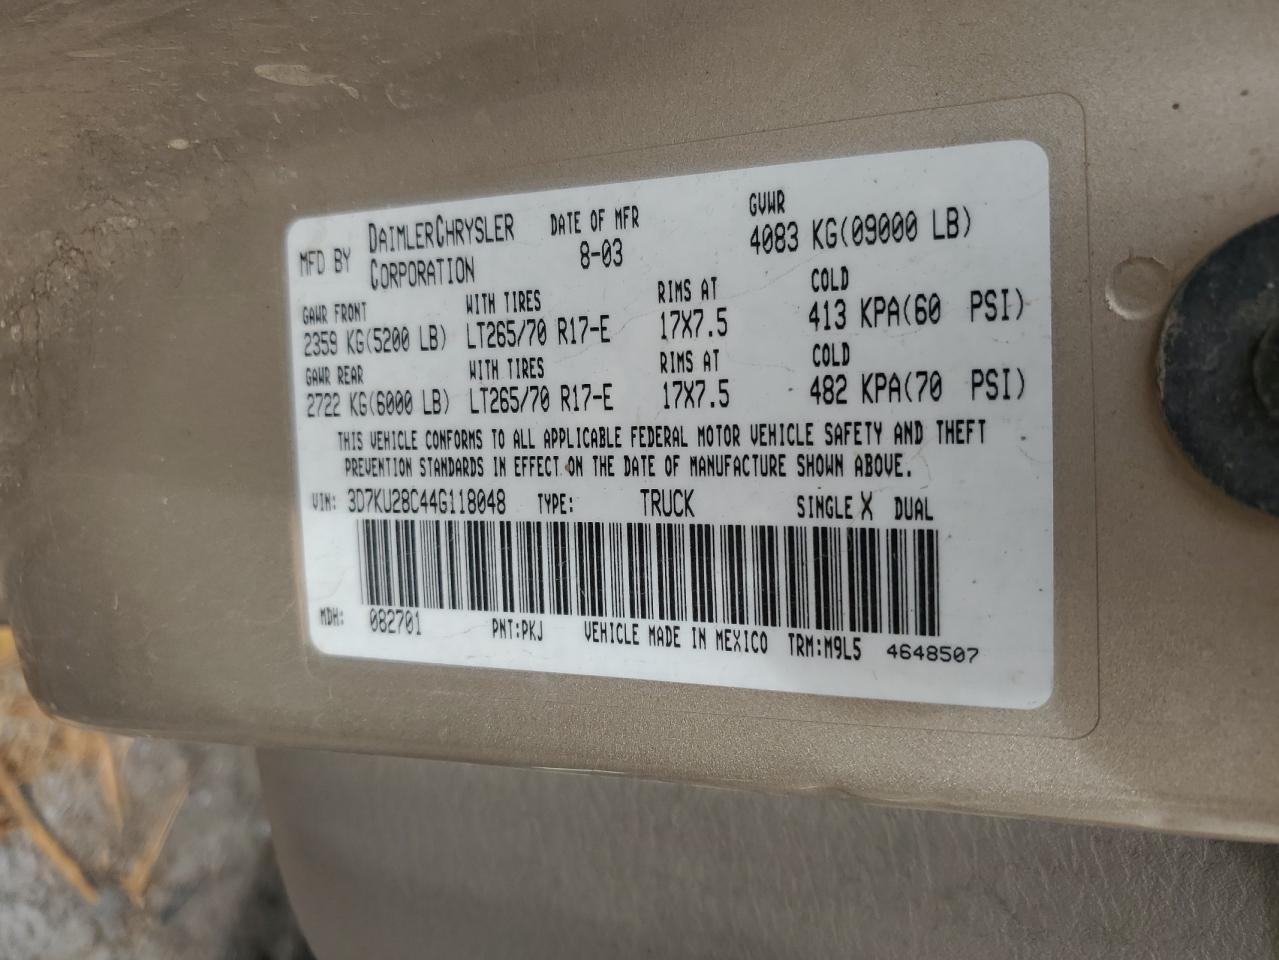 MFD BY DAIMLERCHRYSLER CORPORATION DATE OF MFR 8-03 GVWR 4083 KG(09000 LB)
GAWR FRONT WITH TIRES RIMS AT COLD
2359 KG(5200 LB) LT265/70 R17-E 17X7.5 413 KPA(60 PSI)
GAWR REAR WITH TIRES RIMS AT COLD
2722 KG(6000 LB) LT265/70 R17-E 17X7.5 482 KPA(70 PSI)
THIS VEHICLE CONFORMS TO ALL APPLICABLE FEDERAL MOTOR VEHICLE SAFETY AND THEFT
PREVENTION STANDARDS IN EFFECT ON THE DATE OF MANUFACTURE SHOWN ABOVE.
VIN: 3D7KU28C44G118048 TYPE: TRUCK SINGLE X DUAL
MDH: 082701 PNT:PKJ VEHICLE MADE IN MEXICO TRM:M9L5 4648507